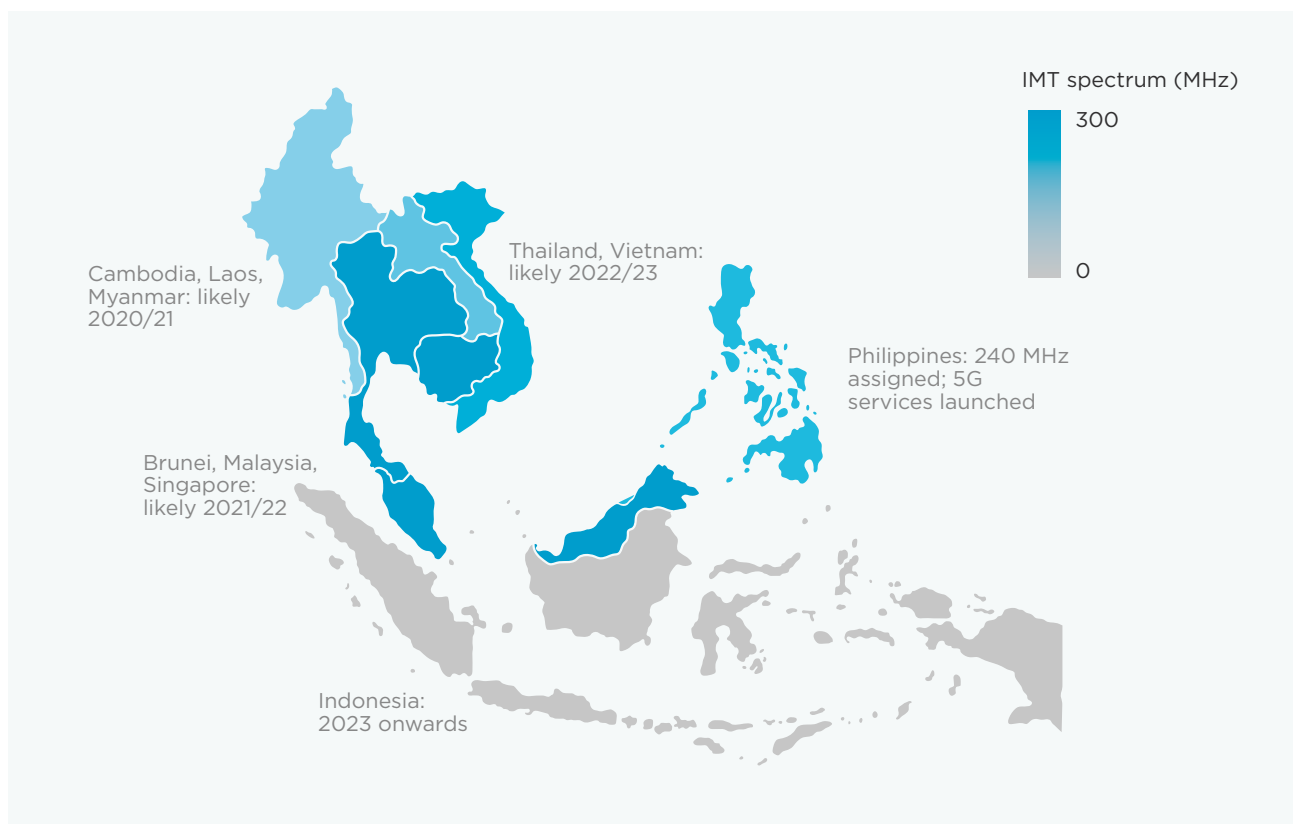 IMT spectrum (MHz)
300
0
Thailand, Vietnam:
likely 2022/23
Cambodia, Laos,
Myanmar: likely
2020/21
Philippines: 240 MHz
assigned; 5G
services launched
Brunei, Malaysia,
Singapore:
likely 2021/22
Indonesia:
2023 onwards